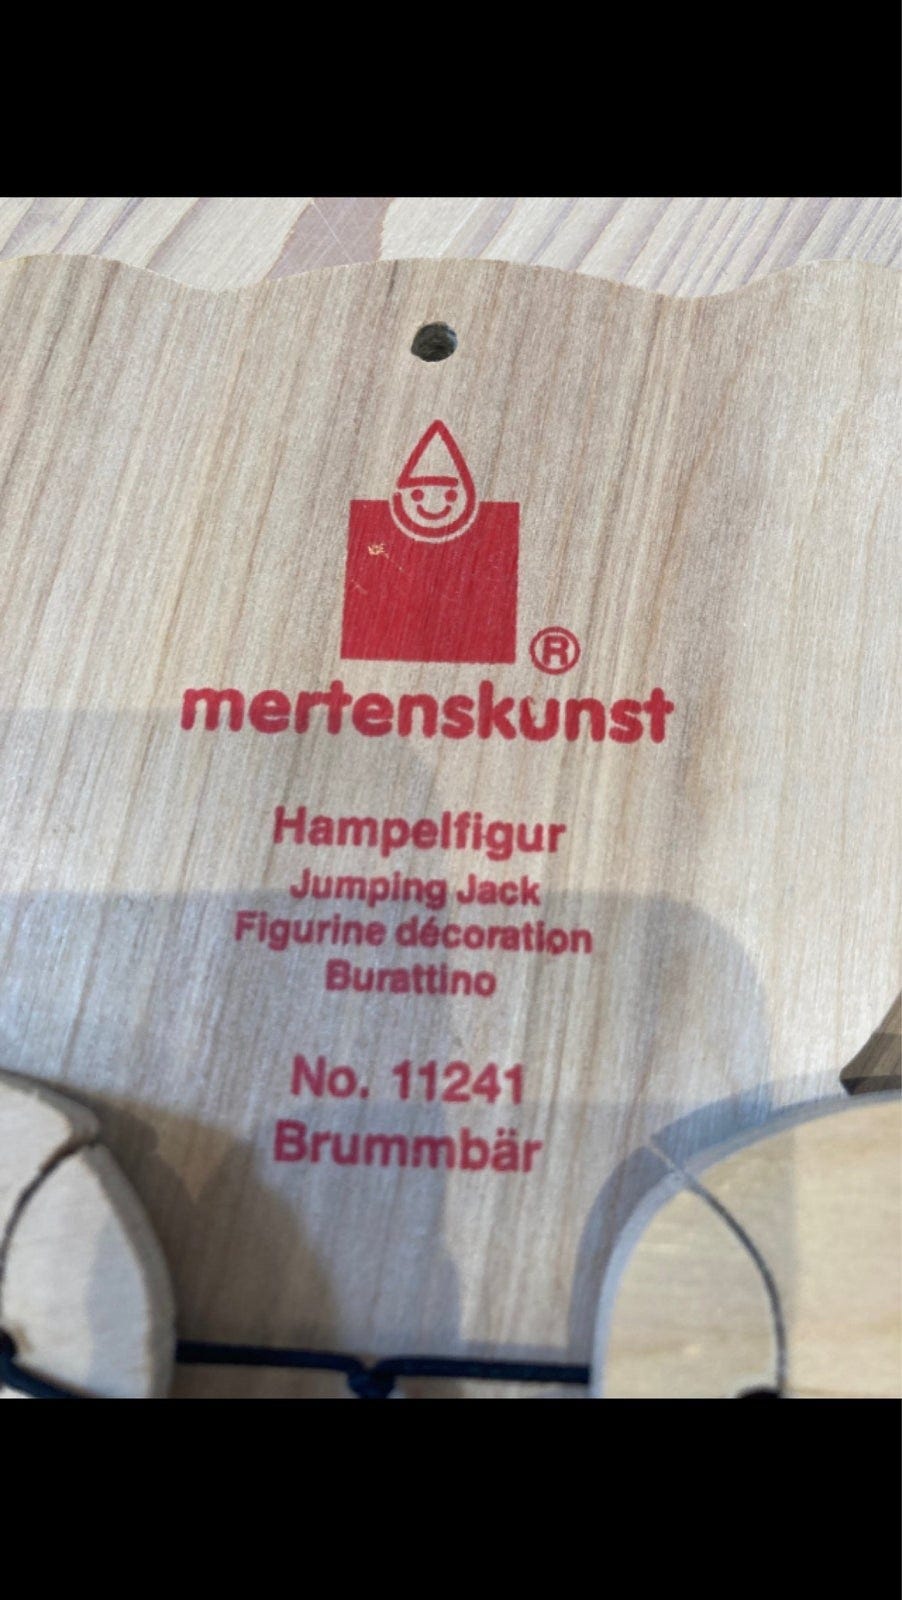 ®
mertenskunst
Hampelfigur
Jumping Jack
Figurine décoration
Burattino
No. 11241
Brummbär